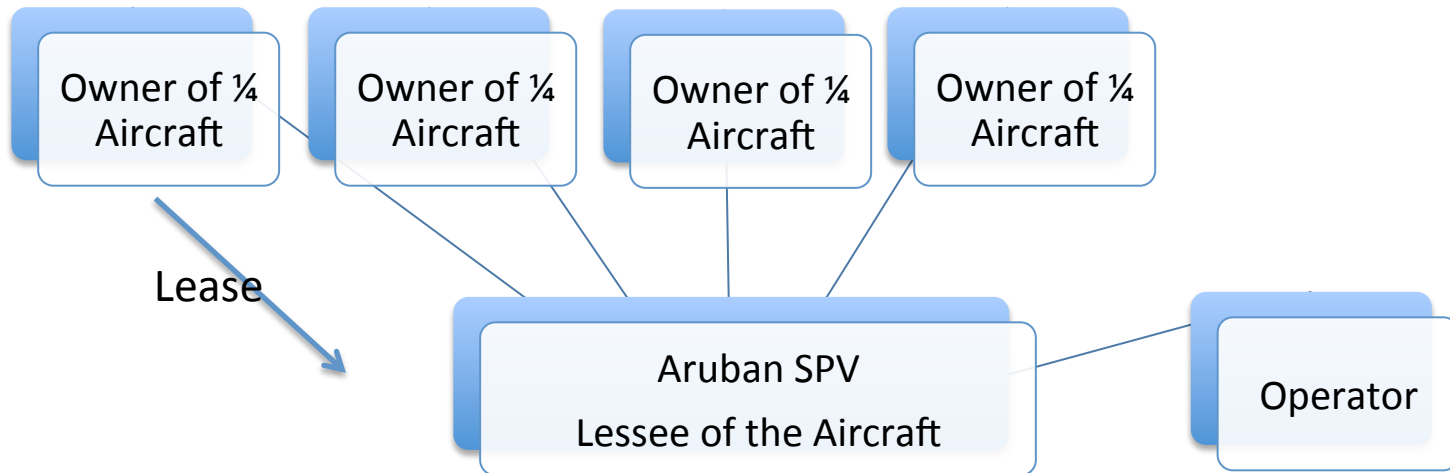 Owner of ¼
Aircraft
Owner of ¼
Aircraft
Owner of ¼
Aircraft
Owner of ¼
Aircraft
Lease
Aruban SPV
Lessee of the Aircraft
Operator